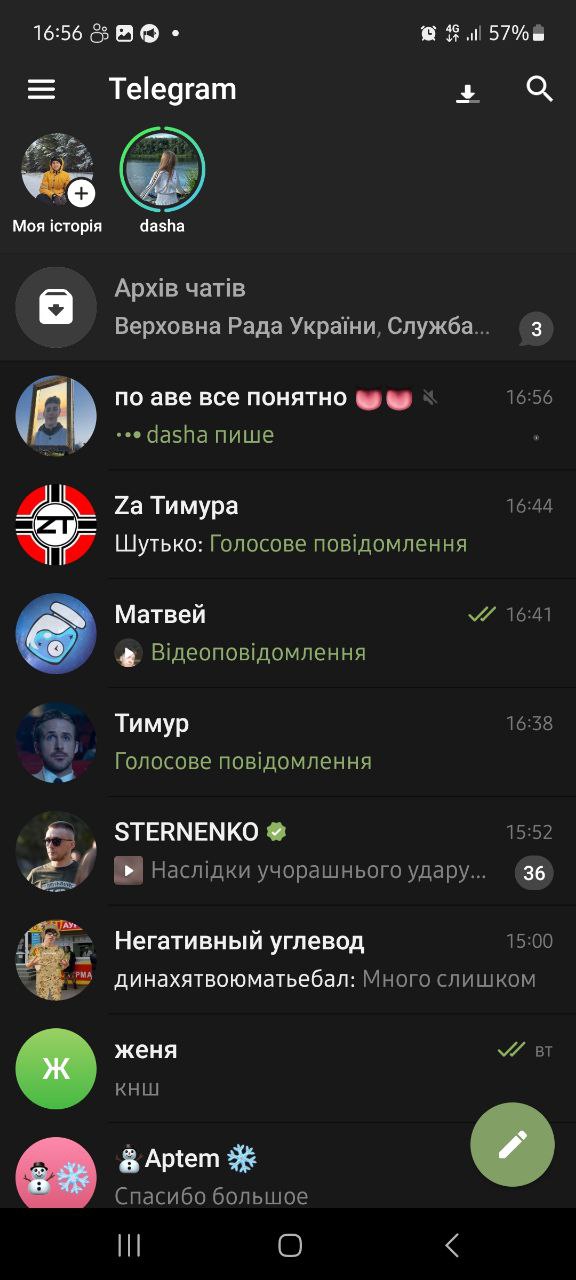 16:56 4G 57%
Telegram
Моя історія
dasha
Архів чатів
Верховна Рада України, Служба...
3
по аве все понятно 👅👅 16:56
dasha пише
Za Тимура 16:44
Шутько: Голосове повідомлення
ZT
Матвей 16:41
Відеоповідомлення
Тимур 16:38
Голосове повідомлення
STERNENKO 15:52
Наслідки учорашнього удару... 36
Негативный углевод 15:00
динахятвоюматьебал: Много слишком
Ж
женя вт
кнш
⛄Артем ❄️
Спасибо большое